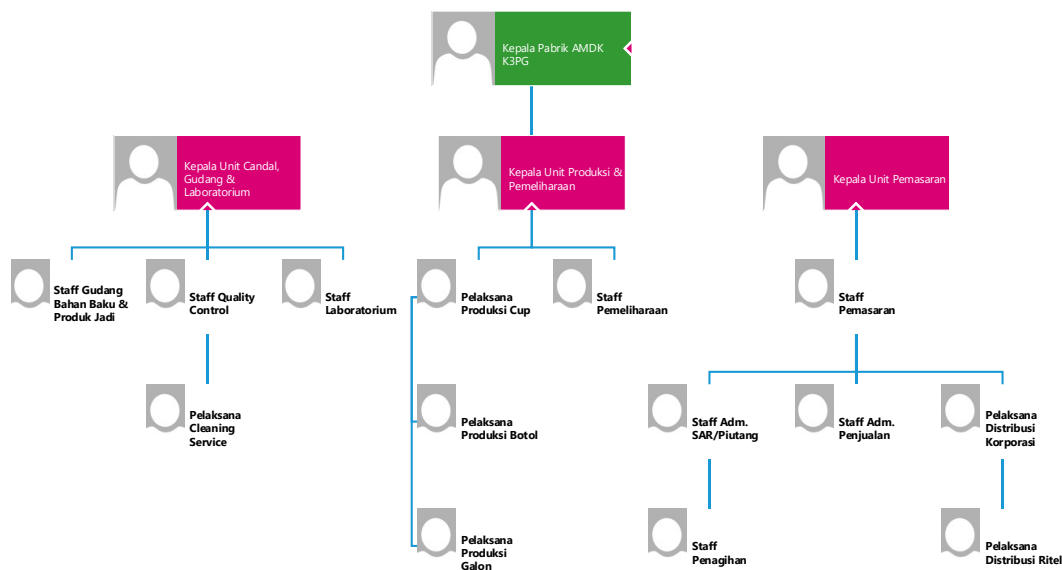 Kepala Pabrik AMDK
K3PG
Kepala Unit Candal,
Gudang &
Laboratorium
Kepala Unit Produksi &
Pemeliharaan
Kepala Unit Pemasaran
Staff Gudang
Bahan Baku &
Produk Jadi
Staff Quality
Control
Staff
Laboratorium
Pelaksana
Produksi Cup
Staff
Pemeliharaan
Staff
Pemasaran
Pelaksana
Cleaning
Service
Pelaksana
Produksi Botol
Staff Adm.
SAR/Piutang
Staff Adm.
Penjualan
Pelaksana
Distribusi
Korporasi
Pelaksana
Produksi
Galon
Staff
Penagihan
Pelaksana
Distribusi Ritel